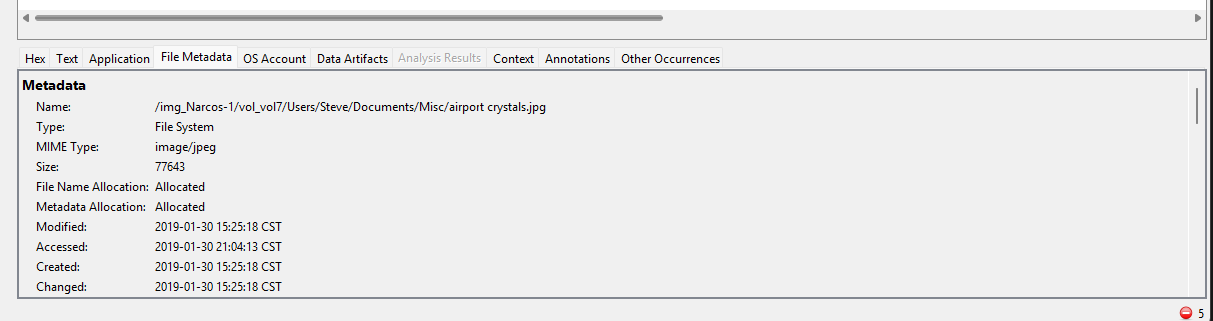 Hex Text Application File Metadata OS Account Data Artifacts Analysis Results Context Annotations Other Occurrences
Metadata
Name: /img_Narcos-1/vol_vol7/Users/Steve/Documents/Misc/airport crystals.jpg
Type: File System
MIME Type: image/jpeg
Size: 77643
File Name Allocation: Allocated
Metadata Allocation: Allocated
Modified: 2019-01-30 15:25:18 CST
Accessed: 2019-01-30 21:04:13 CST
Created: 2019-01-30 15:25:18 CST
Changed: 2019-01-30 15:25:18 CST
5